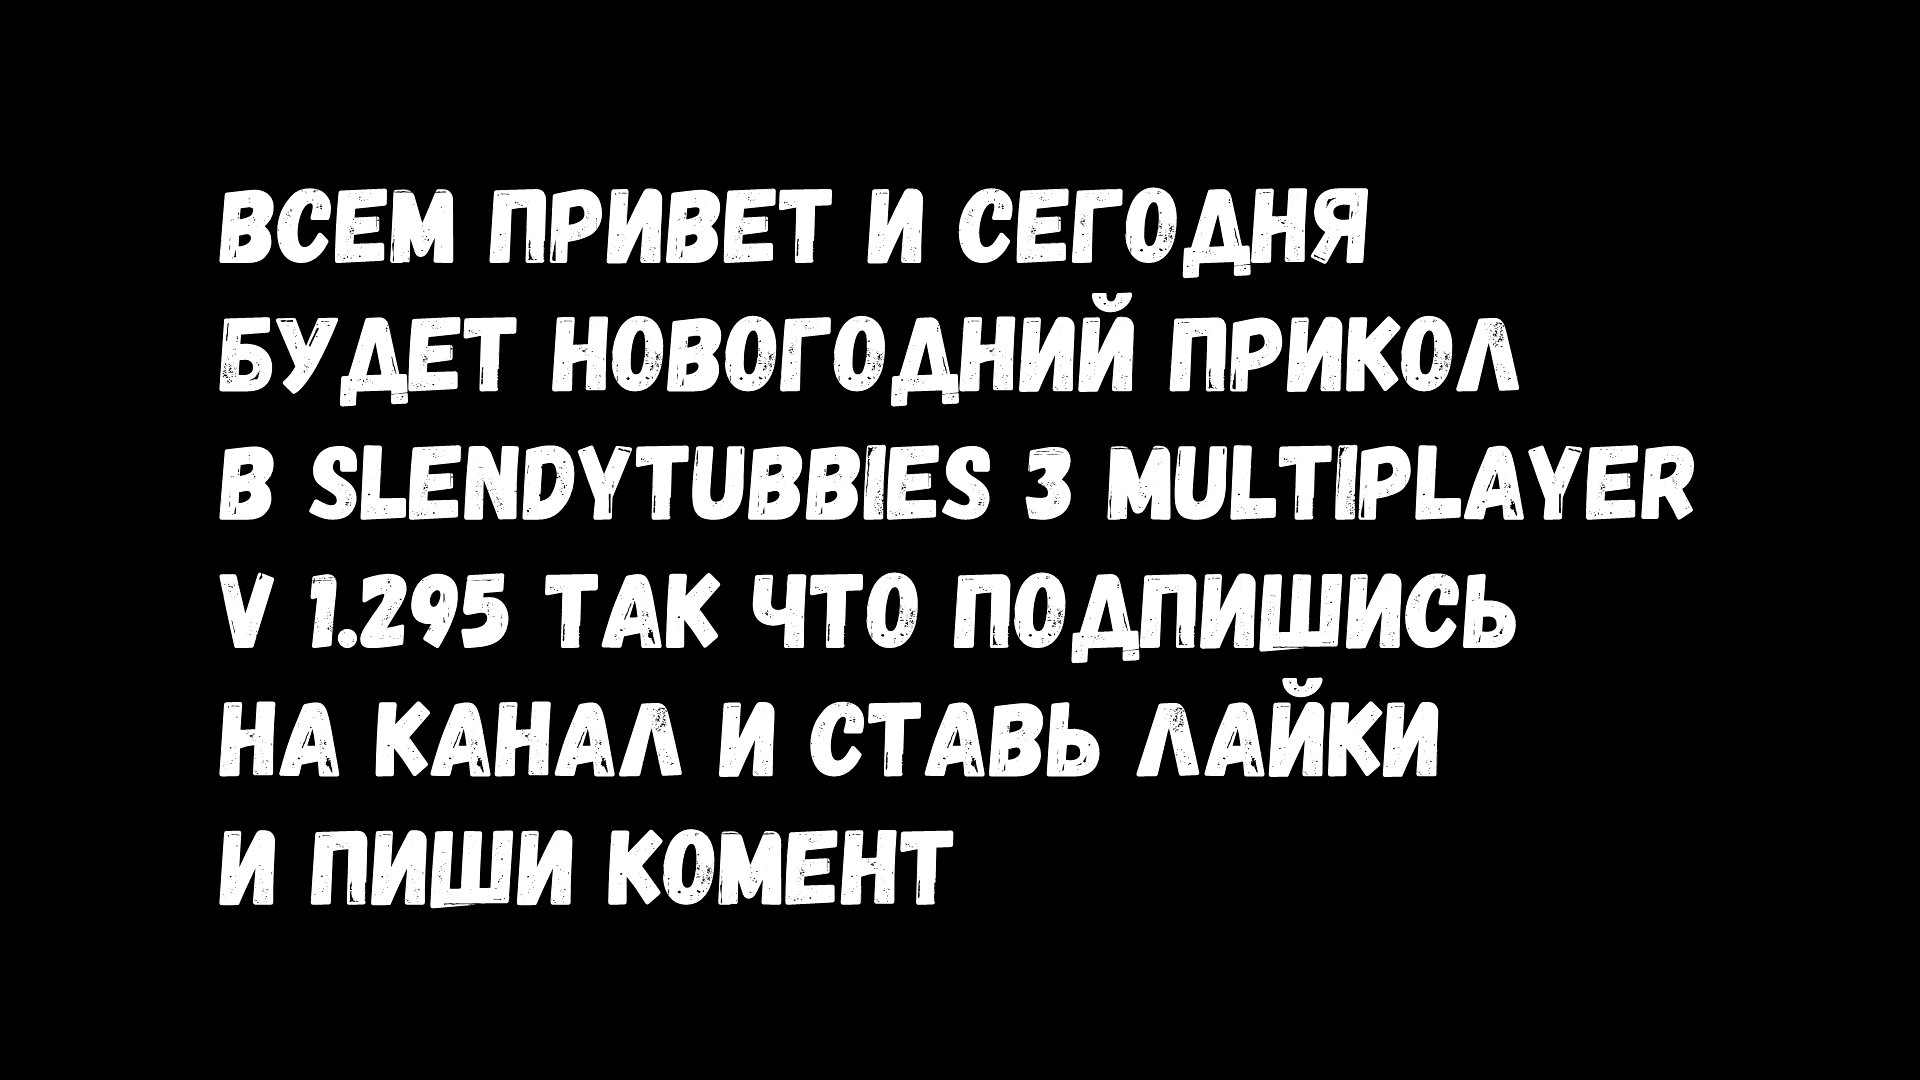 ВСЕМ ПРИВЕТ И СЕГОДНЯ
БУДЕТ НОВОГОДНИЙ ПРИКОЛ
В SLENDYTUBBIES 3 MULTIPLAYER
V 1.295 ТАК ЧТО ПОДПИШИСЬ
НА КАНАЛ И СТАВЬ ЛАЙКИ
И ПИШИ КОМЕНТ